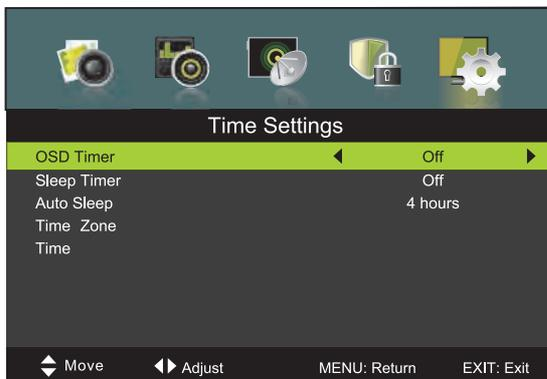 Time Settings
OSD Timer Off
Sleep Timer Off
Auto Sleep 4 hours
Time Zone
Time
Move Adjust MENU: Return EXIT: Exit